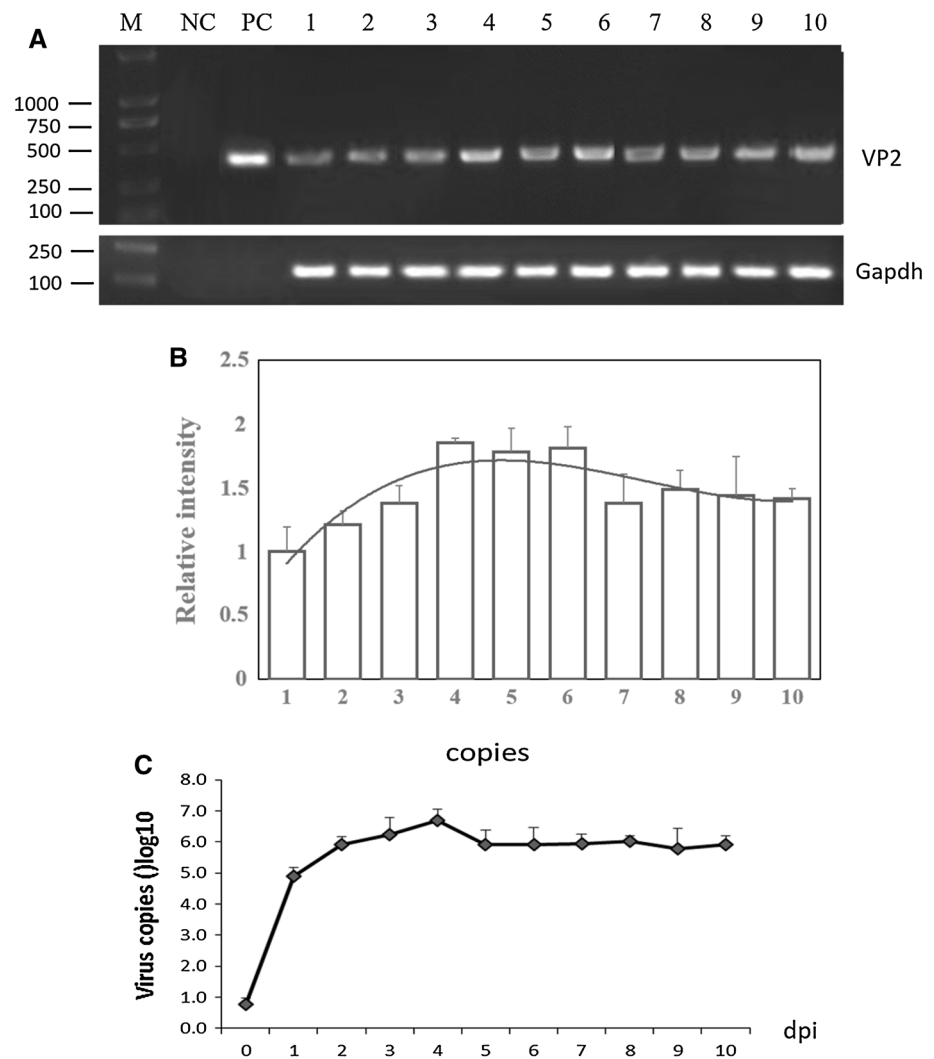 A
M NC PC 1 2 3 4 5 6 7 8 9 10
1000
750
500
250
100
VP2
250
100
Gapdh
B
2.5
2
1.5
1
0.5
0
Relative intensity
1 2 3 4 5 6 7 8 9 10
C
copies
8.0
7.0
6.0
5.0
4.0
3.0
2.0
1.0
0.0
Virus copies ()log10
0 1 2 3 4 5 6 7 8 9 10
dpi